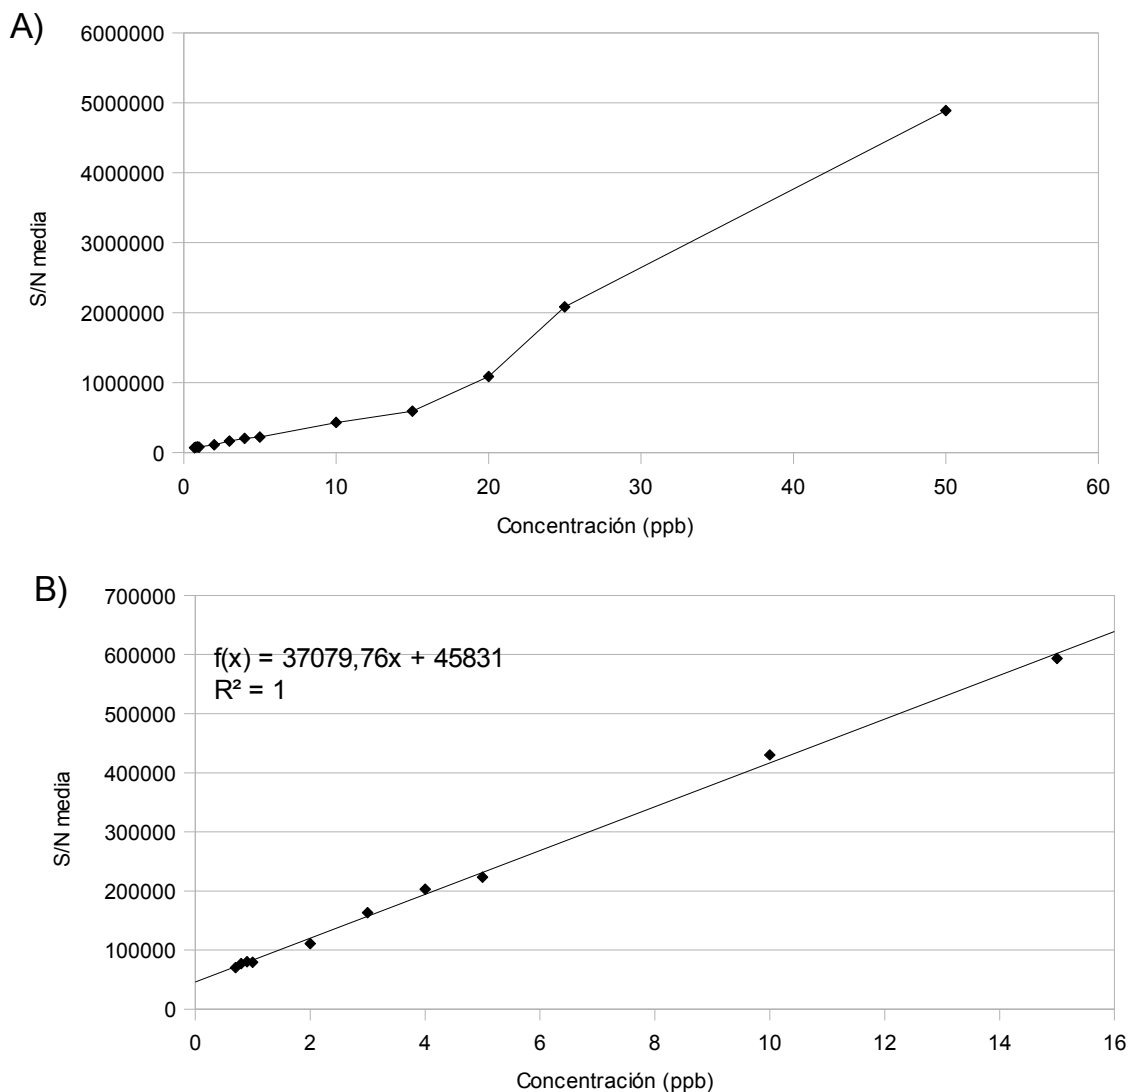 A)
6000000
5000000
4000000
3000000
2000000
1000000
0
0 10 20 30 40 50 60
S/N media
Concentración (ppb)
B)
700000
600000
500000
400000
300000
200000
100000
0
f(x) = 37079,76x + 45831
R² = 1
0 2 4 6 8 10 12 14 16
S/N media
Concentración (ppb)